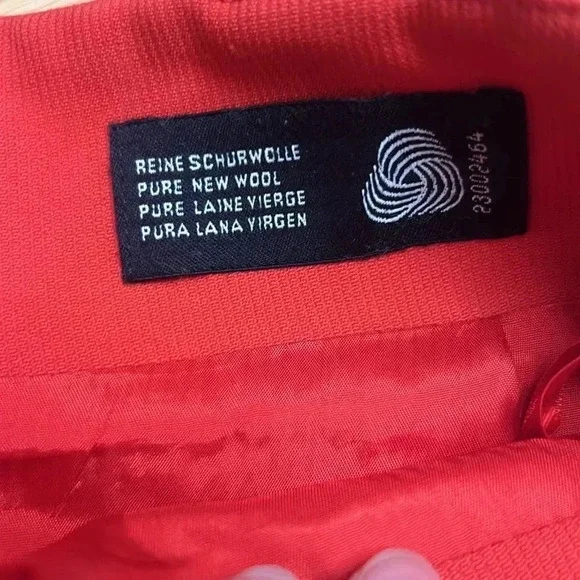 REINE SCHURWOLLE
PURE NEW WOOL
PURE LAINE VIERGE
PURA LANA VIRGEN
23002464